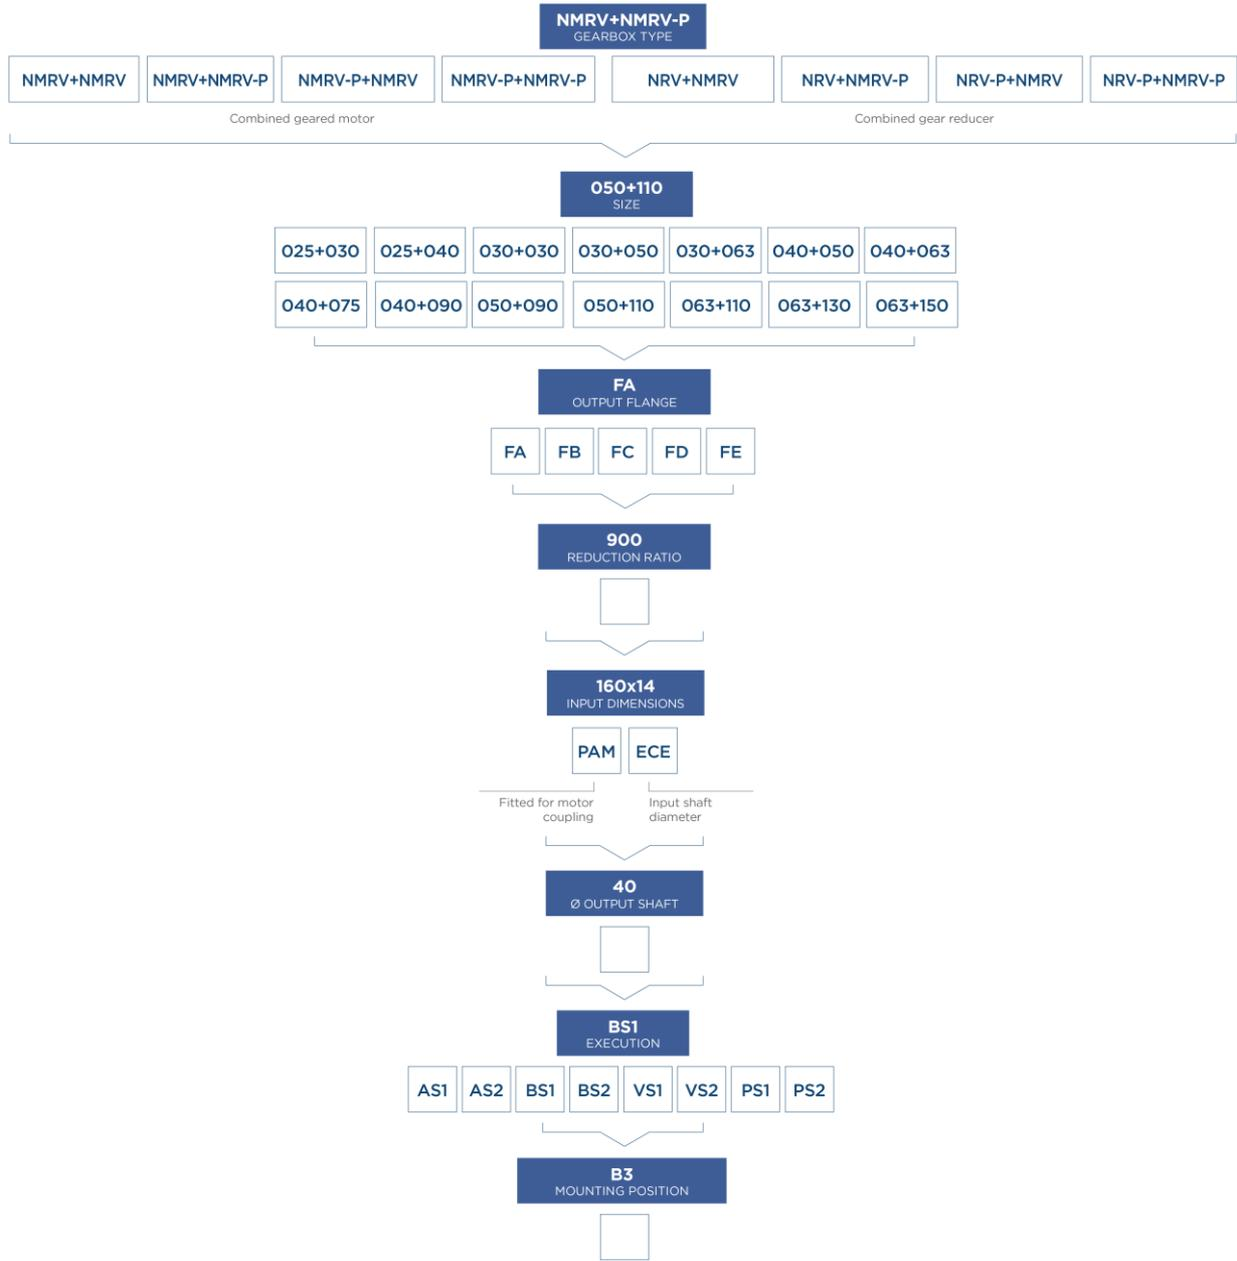 NMRV+NMRV-P
GEARBOX TYPE
NMRV+NMRV NMRV+NMRV-P NMRV-P+NMRV NMRV-P+NMRV-P NRV+NMRV NRV+NMRV-P NRV-P+NMRV NRV-P+NMRV-P
Combined geared motor Combined gear reducer
050+110
SIZE
025+030 025+040 030+030 030+050 030+063 040+050 040+063
040+075 040+090 050+090 050+110 063+110 063+130 063+150
FA
OUTPUT FLANGE
FA FB FC FD FE
900
REDUCTION RATIO
160x14
INPUT DIMENSIONS
PAM ECE
Fitted for motor Input shaft
coupling diameter
40
Ø OUTPUT SHAFT
BS1
EXECUTION
AS1 AS2 BS1 BS2 VS1 VS2 PS1 PS2
B3
MOUNTING POSITION